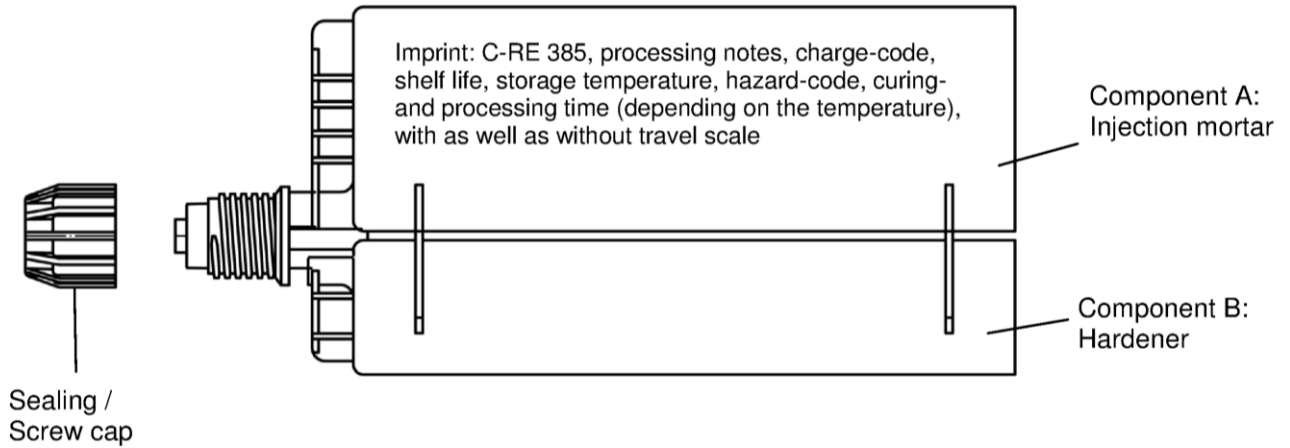 Imprint: C-RE 385, processing notes, charge-code,
shelf life, storage temperature, hazard-code, curing-
and processing time (depending on the temperature),
with as well as without travel scale
Component A:
Injection mortar
Component B:
Hardener
Sealing /
Screw cap